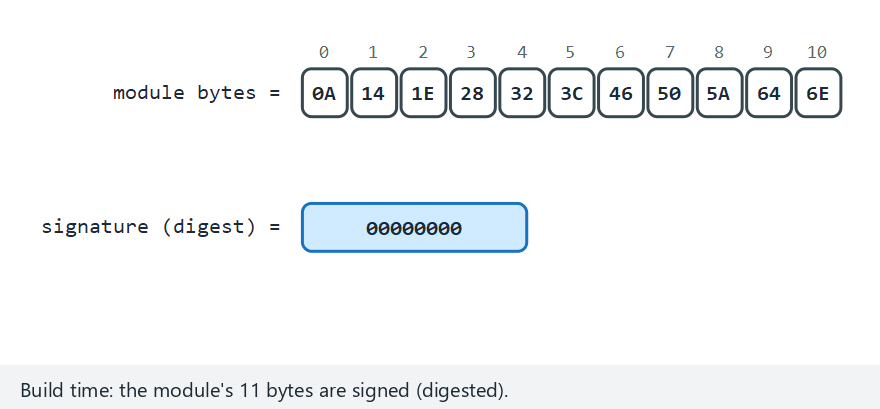 0 1 2 3 4 5 6 7 8 9 10
module bytes = 0A 14 1E 28 32 3C 46 50 5A 64 6E
signature (digest) = 00000000
Build time: the module's 11 bytes are signed (digested).